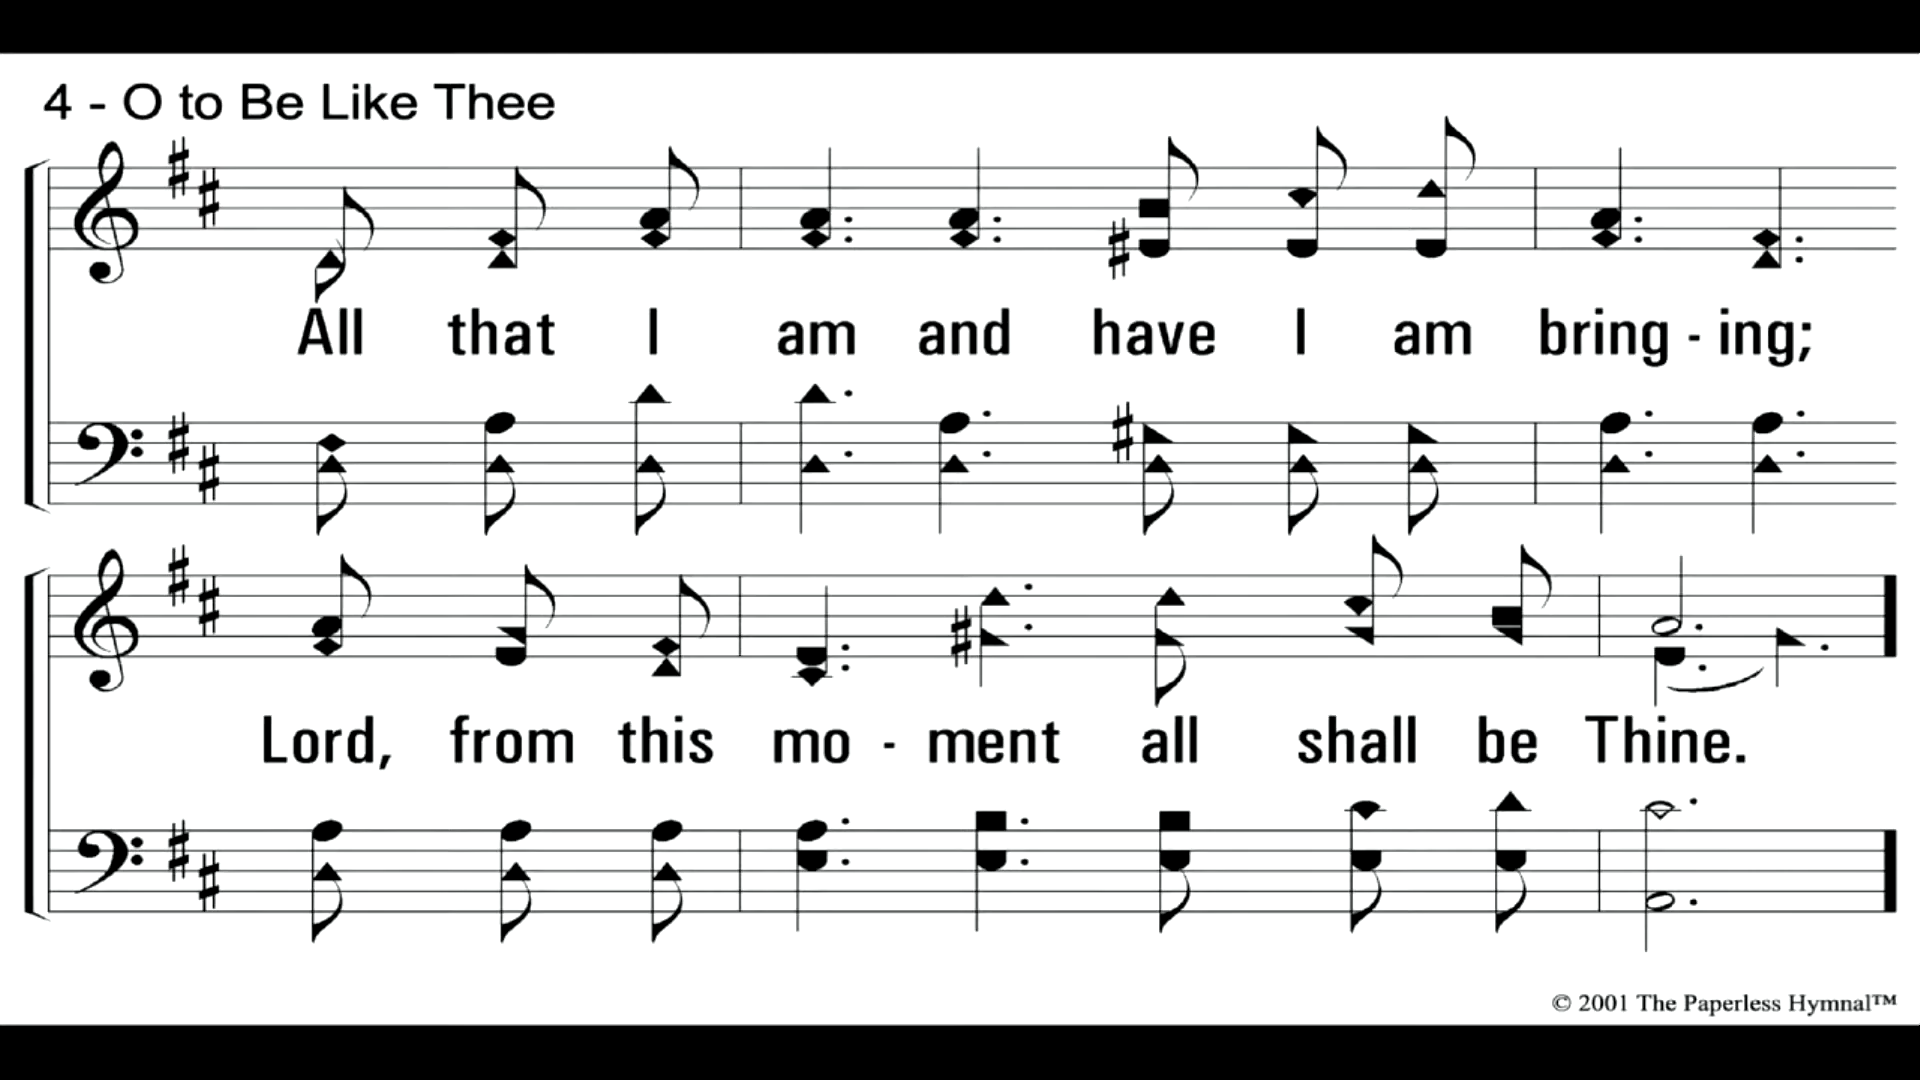 4 - O to Be Like Thee
All that I am and have I am bring - ing;
Lord, from this mo - ment all shall be Thine.
© 2001 The Paperless Hymnal™